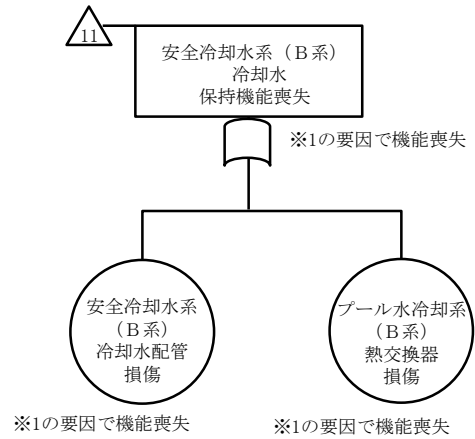 11
安全冷却水系（Ｂ系）
冷却水
保持機能喪失
※1の要因で機能喪失
安全冷却水系
（Ｂ系）
冷却水配管
損傷
※1の要因で機能喪失
プール水冷却系
（Ｂ系）
熱交換器
損傷
※1の要因で機能喪失